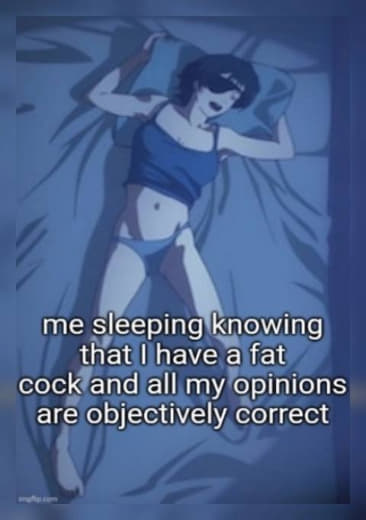 me sleeping knowing
that I have a fat
cock and all my opinions
are objectively correct
imgflip.com